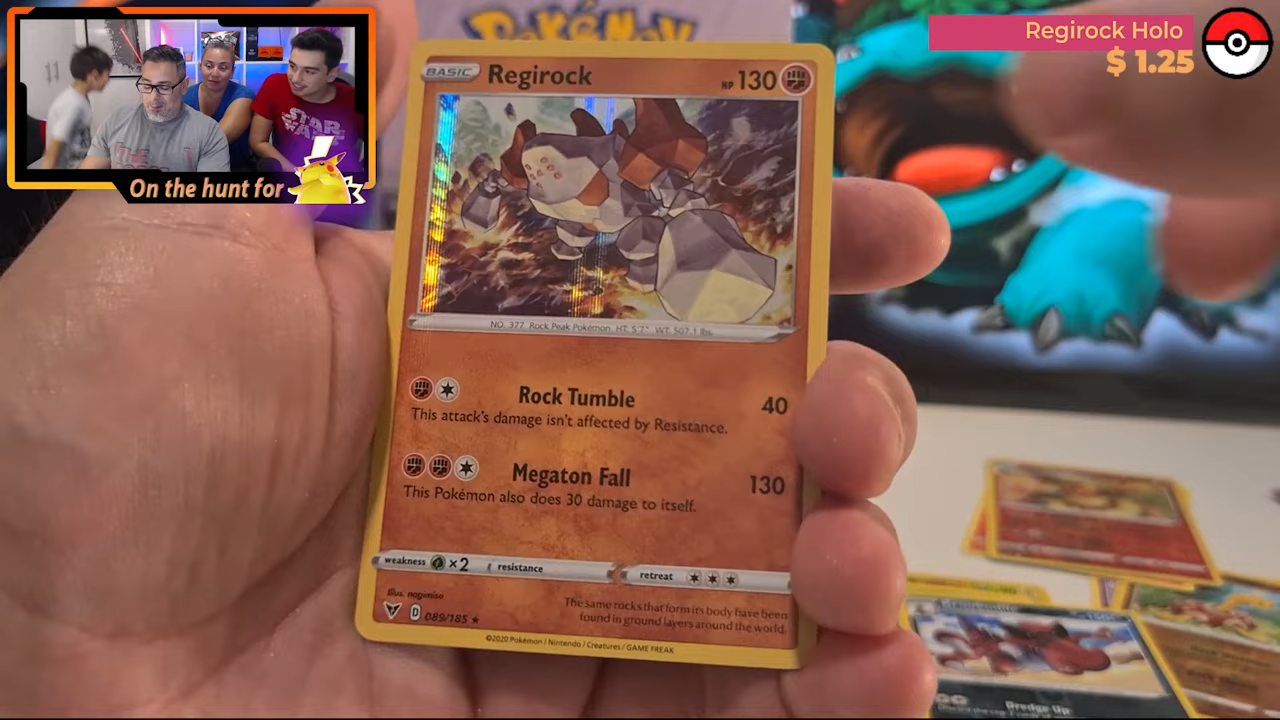 Pokémon
Regirock Holo
$ 1.25
STAR
WARS
On the hunt for
BASIC
Regirock
HP 130
NO. 377 Rock Peak Pokémon HT: 5'7" WT: 507.1 lbs.
Rock Tumble 40
This attack's damage isn't affected by Resistance.
Megaton Fall 130
This Pokémon also does 30 damage to itself.
weakness ×2 resistance retreat
Illus. nagimiso
D 089/185
The same rocks that form its body have been
found in ground layers around the world.
©2020 Pokémon / Nintendo / Creatures / GAME FREAK
Dredge Up